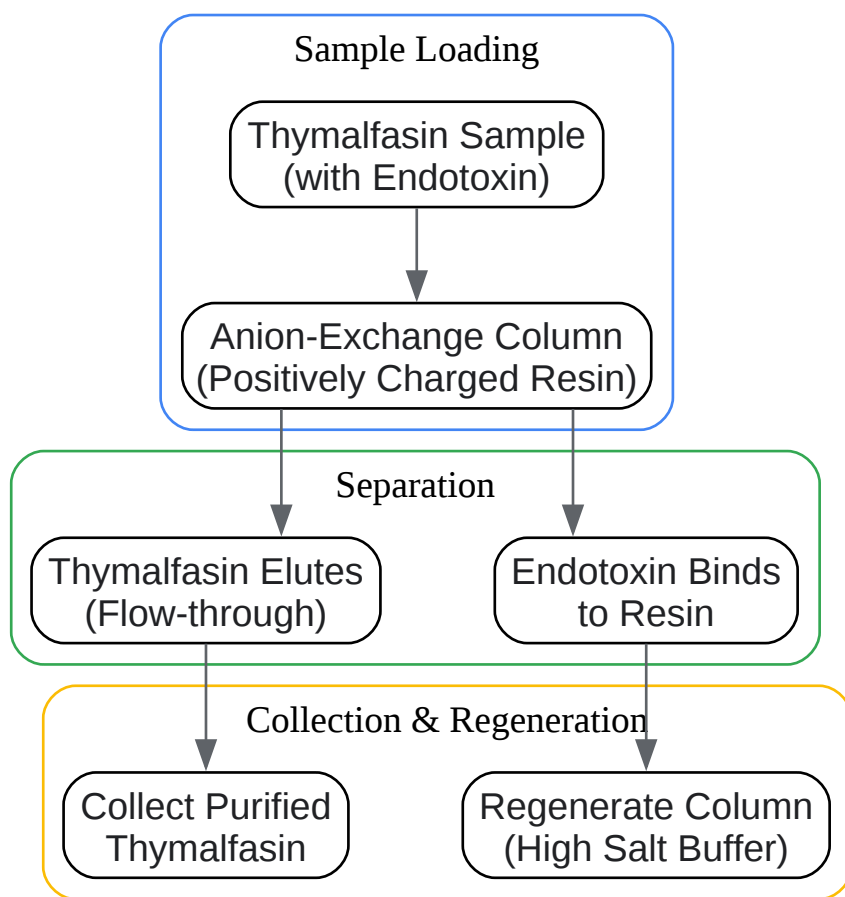 Sample Loading
Thymalfasin Sample
(with Endotoxin)
Anion-Exchange Column
(Positively Charged Resin)
Separation
Thymalfasin Elutes
(Flow-through)
Endotoxin Binds
to Resin
Collection & Regeneration
Collect Purified
Thymalfasin
Regenerate Column
(High Salt Buffer)